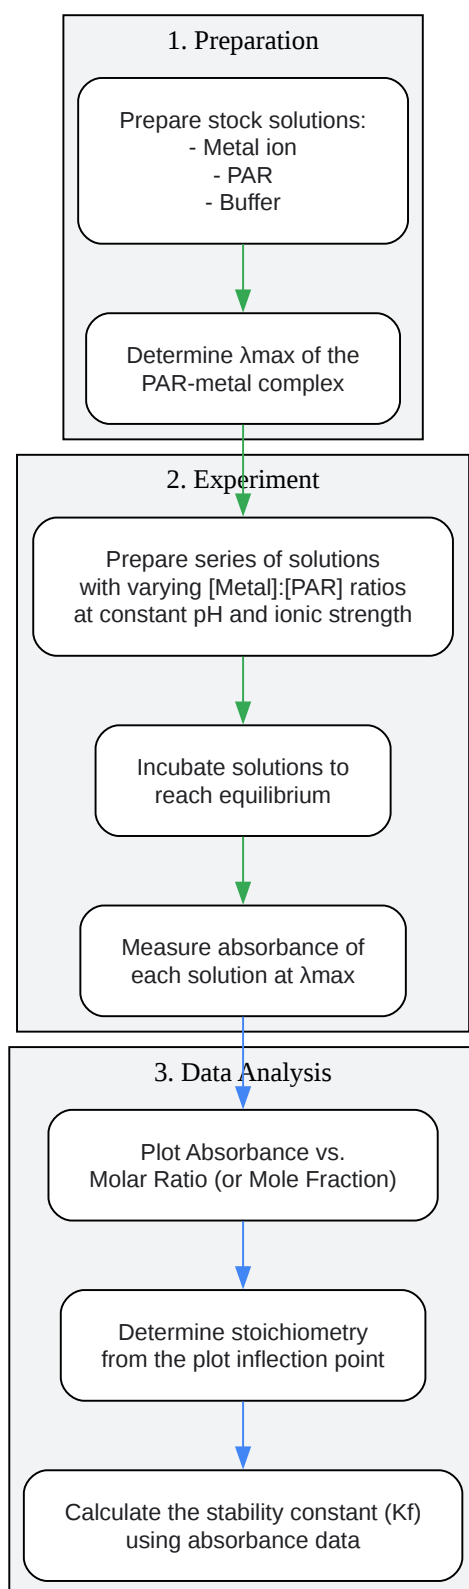 1. Preparation
Prepare stock solutions:
- Metal ion
- PAR
- Buffer
Determine λmax of the
PAR-metal complex
2. Experiment
Prepare series of solutions
with varying [Metal]:[PAR] ratios
at constant pH and ionic strength
Incubate solutions to
reach equilibrium
Measure absorbance of
each solution at λmax
3. Data Analysis
Plot Absorbance vs.
Molar Ratio (or Mole Fraction)
Determine stoichiometry
from the plot inflection point
Calculate the stability constant (Kf)
using absorbance data